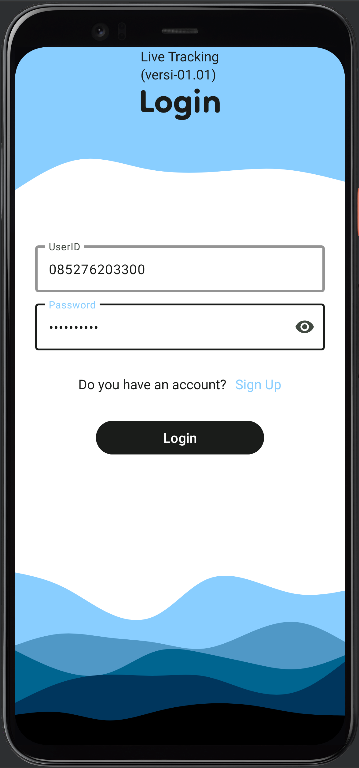 Live Tracking
(versi-01.01)
Login
UserID
085276203300
Password
••••••••••
Do you have an account? Sign Up
Login